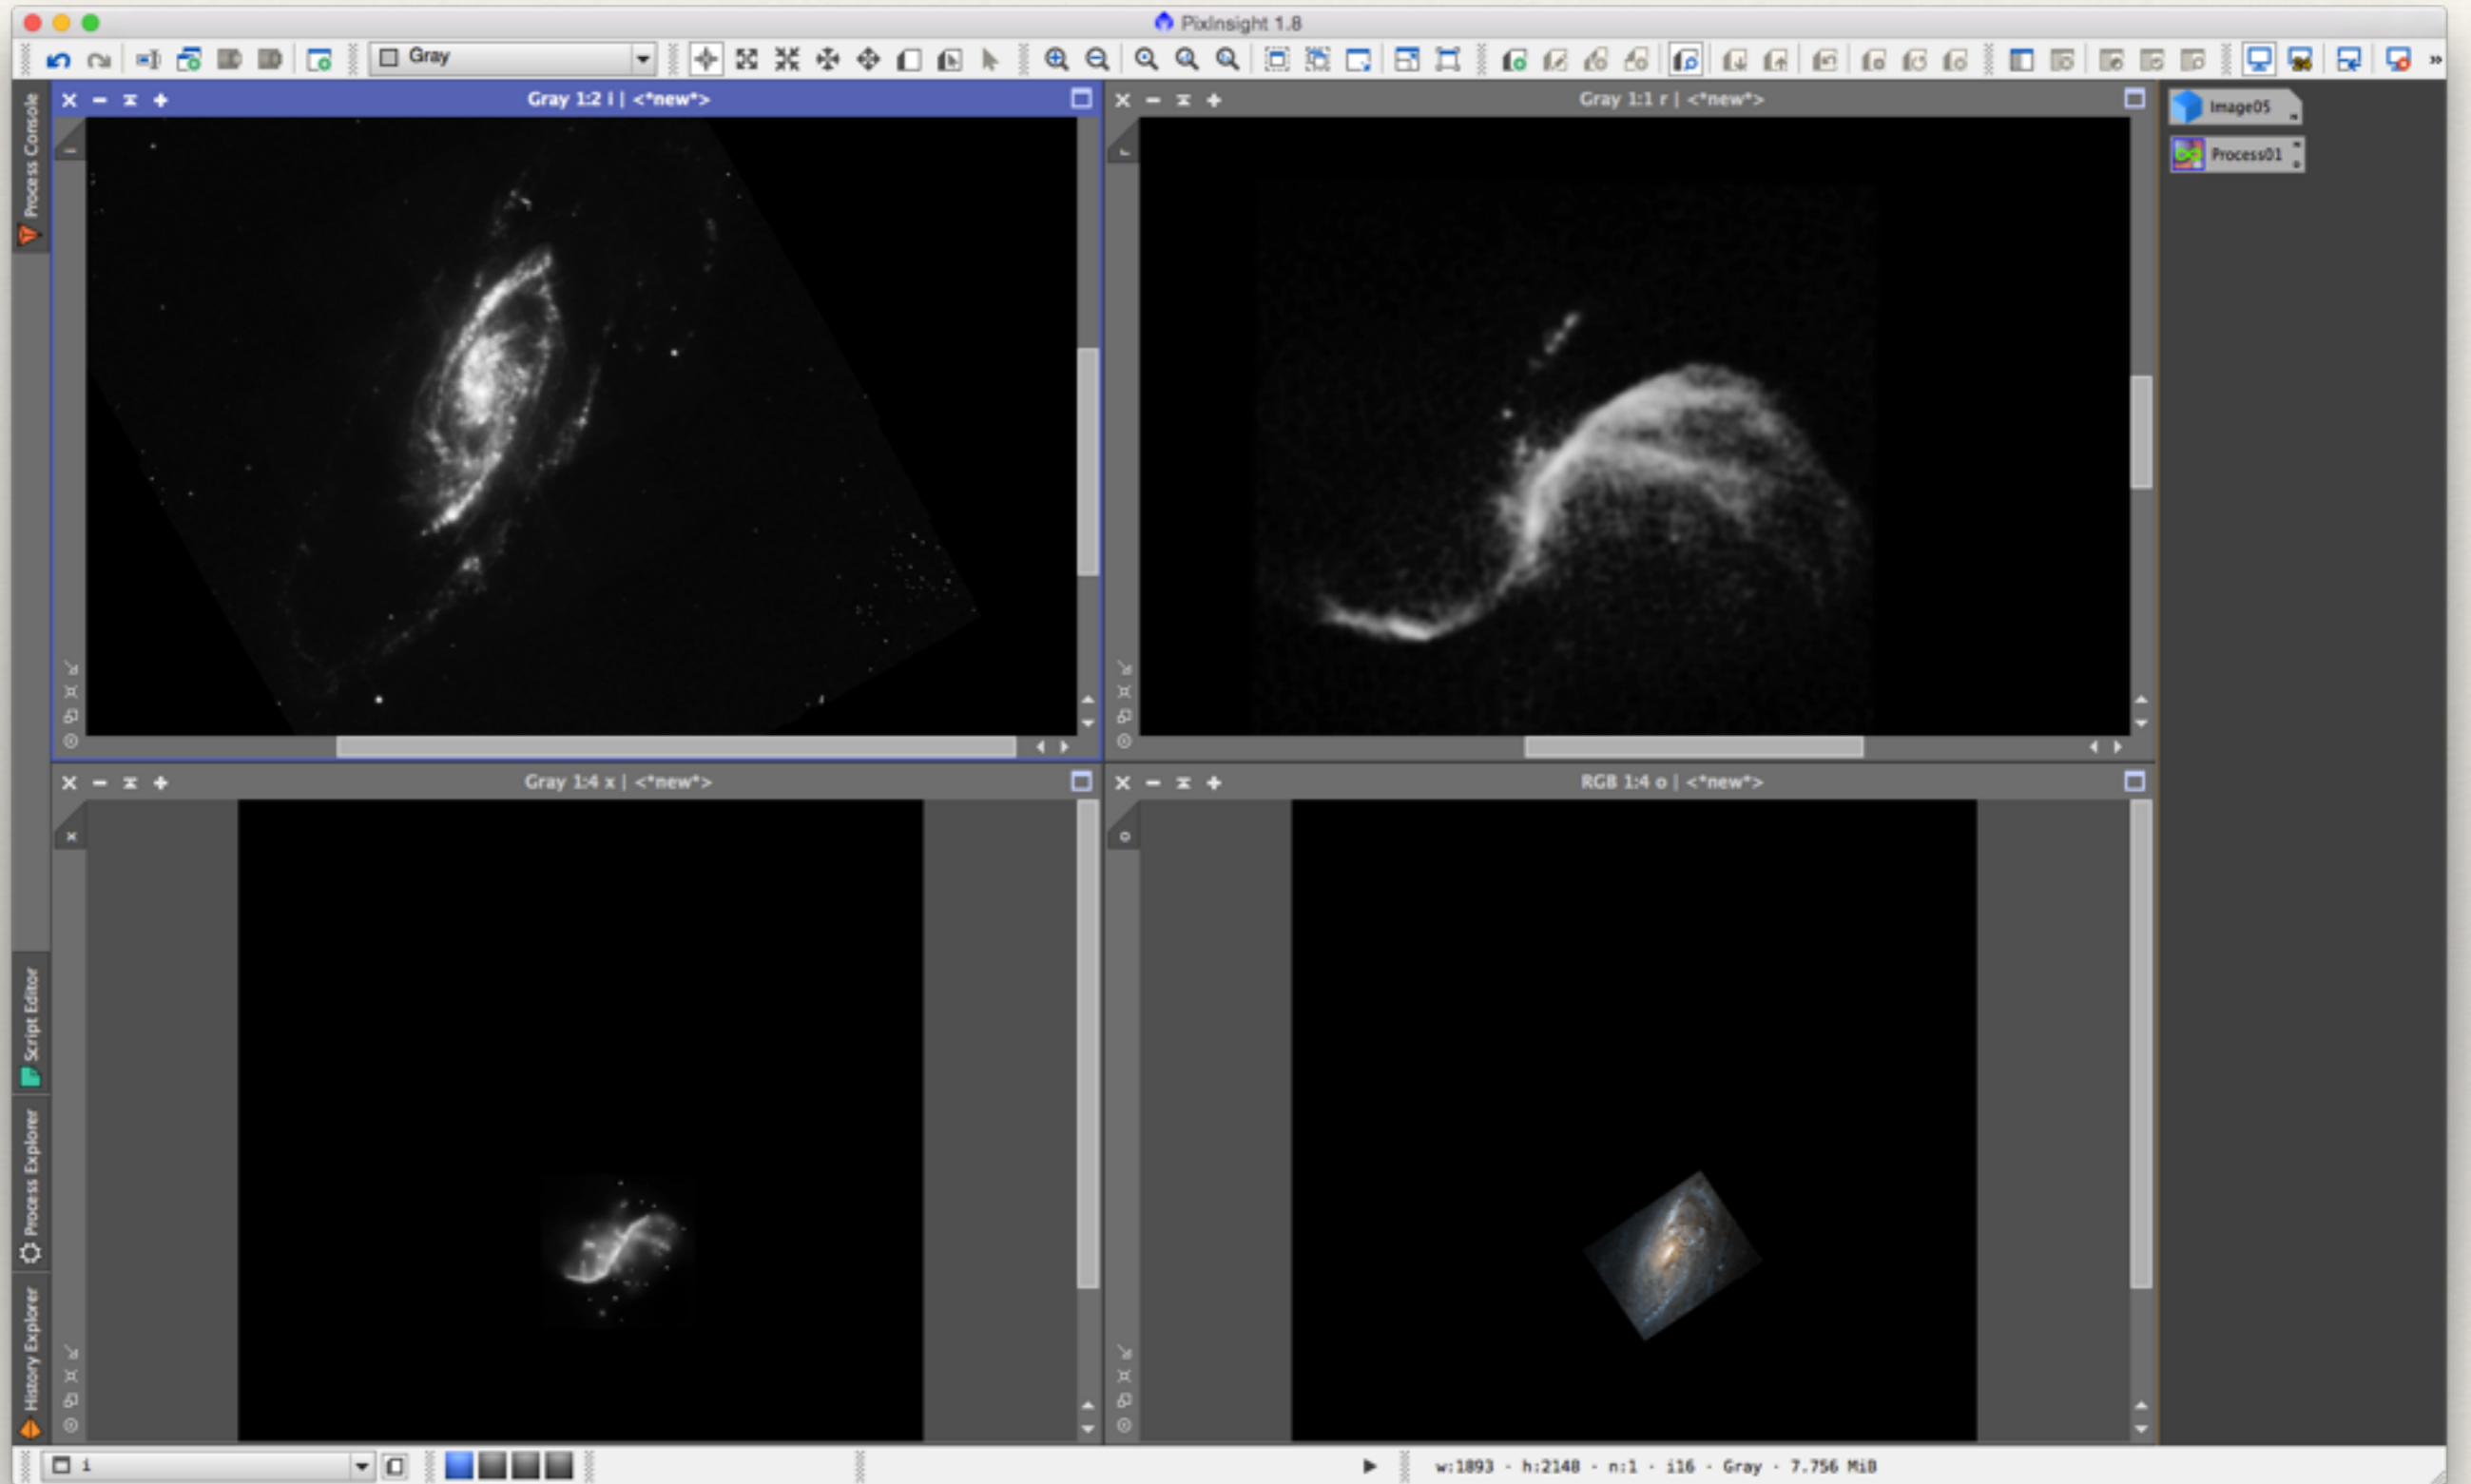 PixInsight 1.8
Gray
Process Console
Gray 1:2 i | <*new*>
Gray 1:1 r | <*new*>
Image05
Process01
Gray 1:4 x | <*new*>
x
RGB 1:4 o | <*new*>
o
Script Editor
Process Explorer
History Explorer
i
w:1893 · h:2148 · n:1 · i16 · Gray · 7.756 MiB